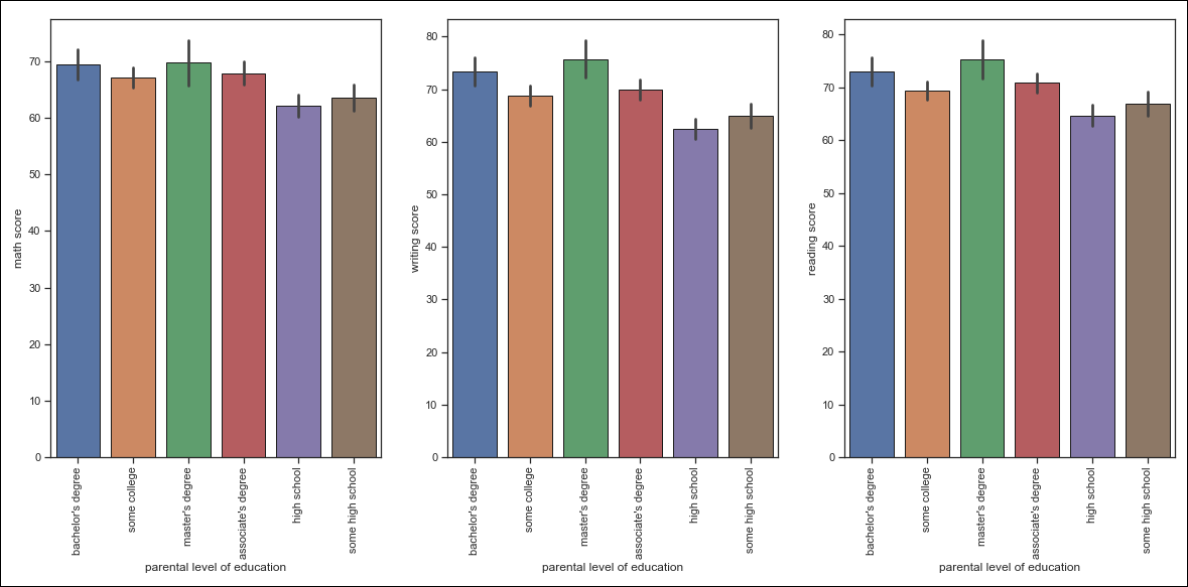 math score
70
60
50
40
30
20
10
0
bachelor's degree
some college
master's degree
associate's degree
high school
some high school
parental level of education
writing score
80
70
60
50
40
30
20
10
0
bachelor's degree
some college
master's degree
associate's degree
high school
some high school
parental level of education
reading score
80
70
60
50
40
30
20
10
0
bachelor's degree
some college
master's degree
associate's degree
high school
some high school
parental level of education